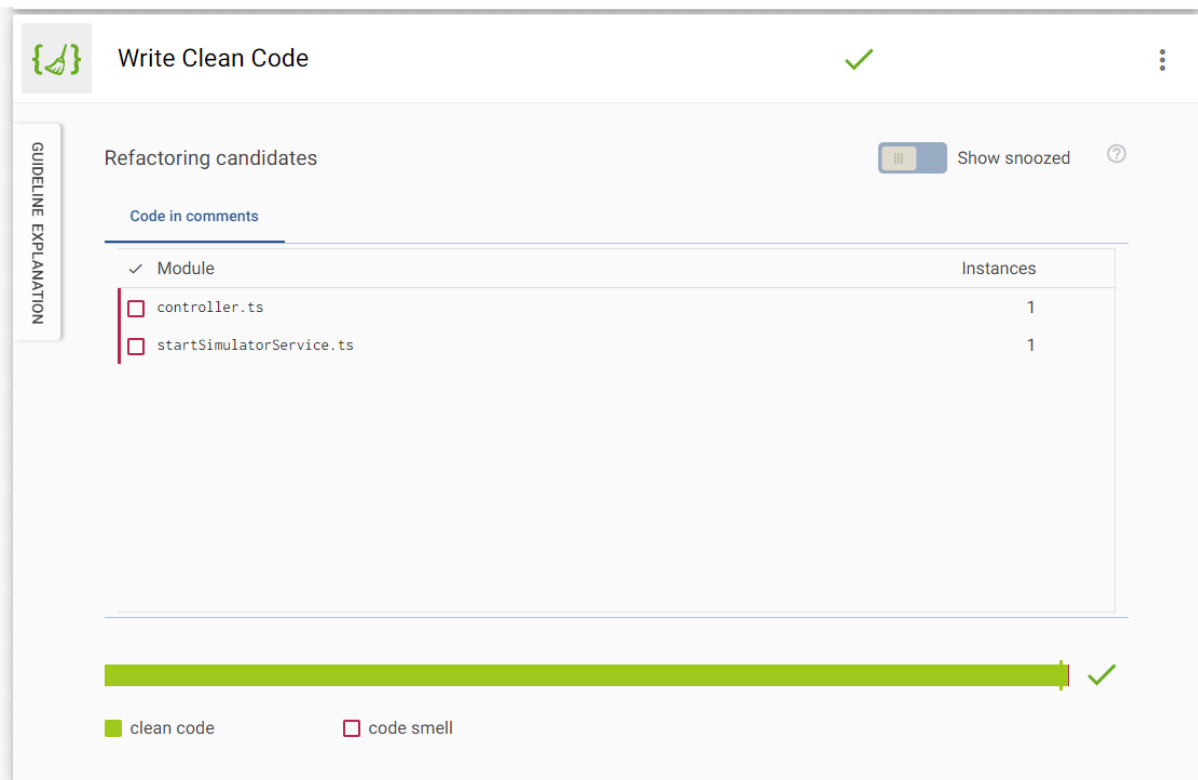 Write Clean Code
GUIDELINE EXPLANATION
Refactoring candidates
Show snoozed
Code in comments
Module Instances
controller.ts 1
startSimulatorService.ts 1
clean code
code smell